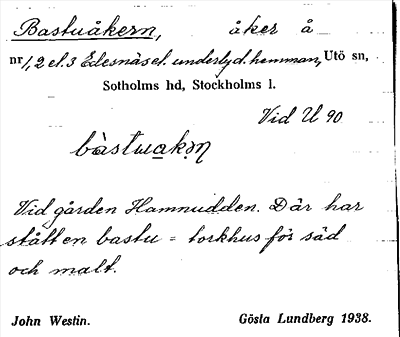 Bastuåkern, åker å
nr 1, 2 el. 3 Edesnäs el. underlyd. hemman, Utö sn,
Sotholms hd, Stockholms l.
Vid U 90
bàstuakən
Vid gården Hamnudden. Där har
stått en bastu = torkhus för säd
och malt.
John Westin. Gösta Lundberg 1938.